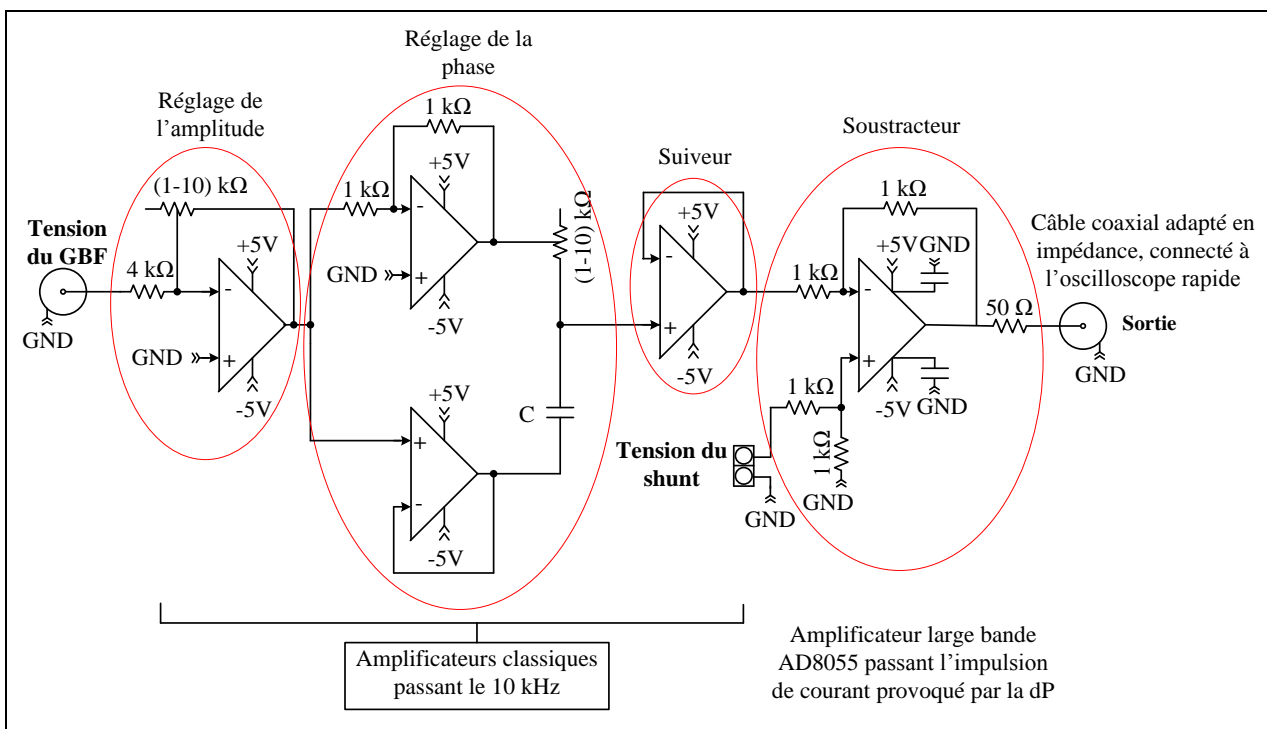 Réglage de la
phase
Réglage de
l'amplitude
Suiveur
Soustracteur
Câble coaxial adapté en
impédance, connecté à
l'oscilloscope rapide
Tension
du GBF
GND
4 kΩ
(1-10) kΩ
+5V
-
+
GND
-5V
1 kΩ
1 kΩ
+5V
-
+
GND
-5V
(1-10) kΩ
+5V
+
-
-5V
C
+5V
-
+
-5V
1 kΩ
1 kΩ
+5V
GND
-
+
-5V
GND
1 kΩ
1 kΩ
GND
Tension du
shunt
GND
50 Ω
Sortie
GND
Amplificateurs classiques
passant le 10 kHz
Amplificateur large bande
AD8055 passant l'impulsion
de courant provoqué par la dP